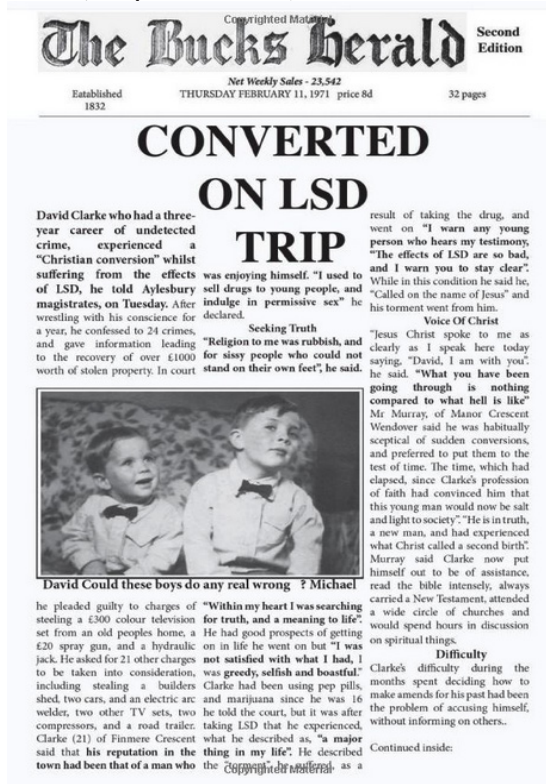 Copyrighted Material
The Bucks Herald
Second
Edition
Net Weekly Sales - 23,542
Eatablished
1832
THURSDAY FEBRUARY 11, 1971 price 8d
32 pages
CONVERTED
ON LSD
TRIP
David Clarke who had a three-
year career of undetected
crime, experienced a
“Christian conversion” whilst
suffering from the effects
of LSD, he told Aylesbury
magistrates, on Tuesday. After
wrestling with his conscience for
a year, he confessed to 24 crimes,
and gave information leading
to the recovery of over £1000
worth of stolen property. In court
he pleaded guilty to charges of
steeling a £300 colour television
set from an old peoples home, a
£20 spray gun, and a hydraulic
jack. He asked for 21 other charges
to be taken into consideration,
including stealing a builders
shed, two cars, and an electric arc
welder, two other TV sets, two
compressors, and a road trailer.
Clarke (21) of Finmere Crescent
said that his reputation in the
town had been that of a man who
was enjoying himself. “I used to
sell drugs to young people, and
indulge in permissive sex” he
declared.
Seeking Truth
“Religion to me was rubbish, and
for sissy people who could not
stand on their own feet”, he said.
David Could these boys do any real wrong ? Michael
“Within my heart I was searching
for truth, and a meaning to life”.
He had good prospects of getting
on in life he went on but “I was
not satisfied with what I had, I
was greedy, selfish and boastful.”
Clarke had been using pep pills,
and marijuana since he was 16
he told the court, but it was after
taking LSD that he experienced,
what he described as, “a major
thing in my life”. He described
the “torment” he suffered, as a
result of taking the drug, and
went on “I warn any young
person who hears my testimony,
“The effects of LSD are so bad,
and I warn you to stay clear”.
While in this condition he said he,
“Called on the name of Jesus” and
his torment went from him.
Voice Of Christ
“Jesus Christ spoke to me as
clearly as I speak here today
saying, “David, I am with you”.
he said. “What you have been
going through is nothing
compared to what hell is like”
Mr Murray, of Manor Crescent
Wendover said he was habitually
sceptical of sudden conversions,
and preferred to put them to the
test of time. The time, which had
elapsed, since Clarke’s profession
of faith had convinced him that
this young man would now be salt
and light to society”. “He is in truth,
a new man, and had experienced
what Christ called a second birth”.
Murray said Clarke now put
himself out to be of assistance,
read the bible intensely, always
carried a New Testament, attended
a wide circle of churches and
would spend hours in discussion
on spiritual things.
Difficulty
Clarke’s difficulty during the
months spent deciding how to
make amends for his past had been
the problem of accusing himself,
without informing on others..
Continued inside:
Copyrighted Material